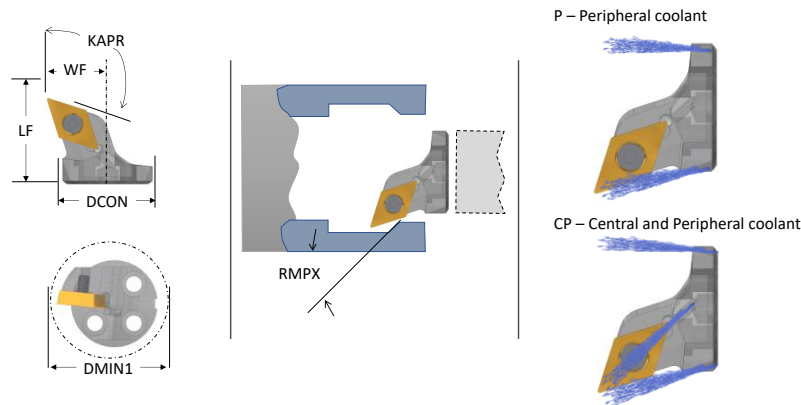 KAPR
WF
LF
DCON
DMIN1
RMPX
P – Peripheral coolant
CP – Central and Peripheral coolant